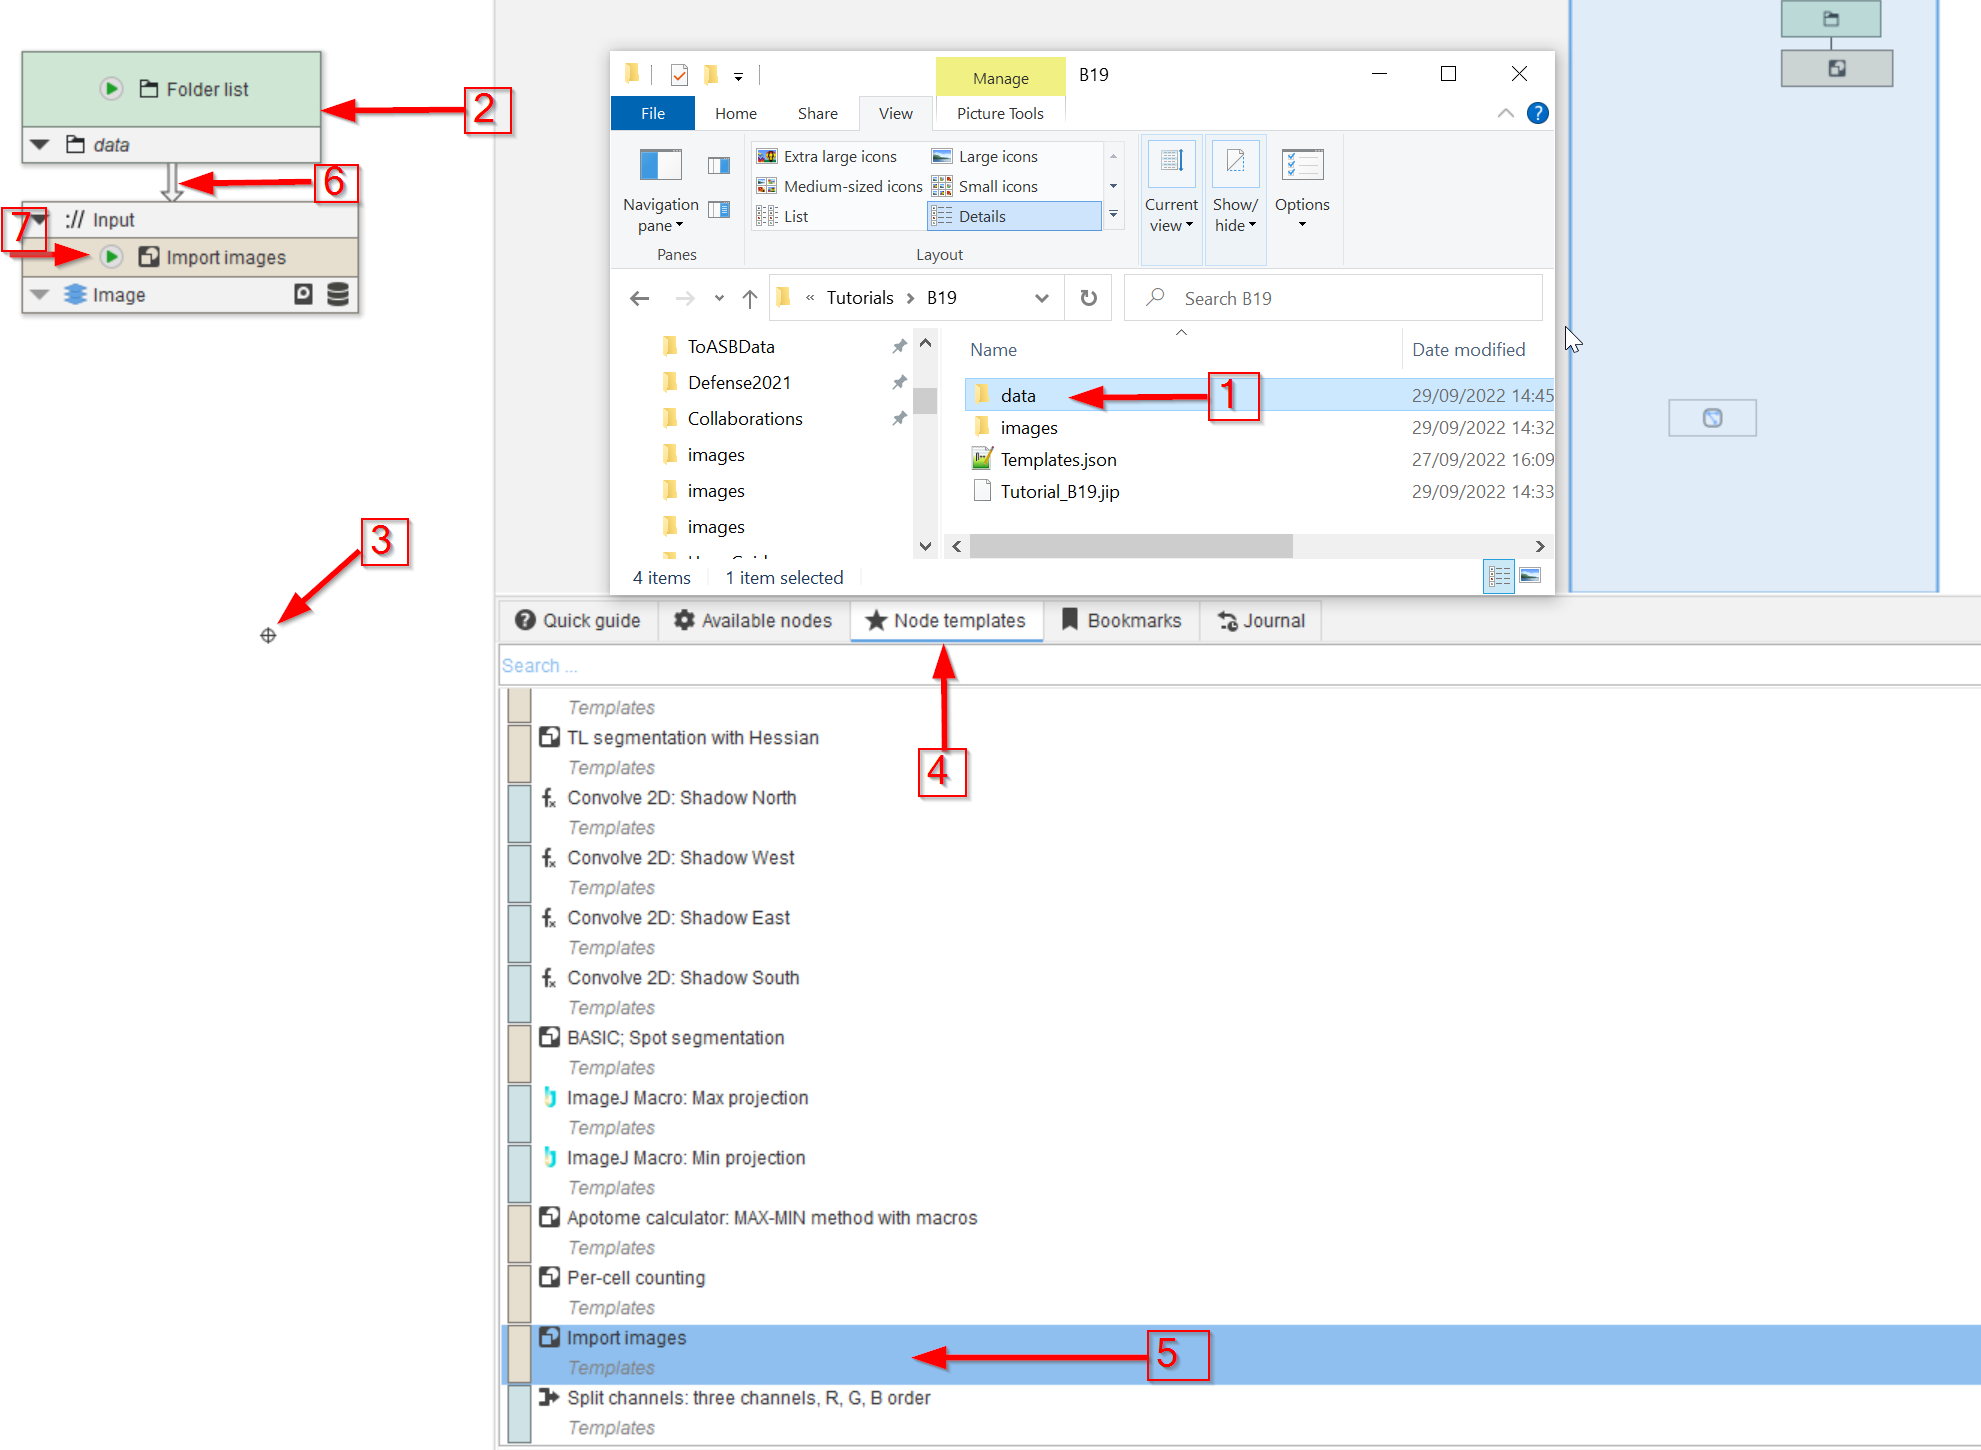 Folder list
data
2
6
7
:// Input
Import images
Image
3
Manage
B19
File
Home
Share
View
Picture Tools
Navigation pane
Extra large icons
Large icons
Medium-sized icons
Small icons
List
Details
Current view
Show/ hide
Options
Panes
Layout
« Tutorials > B19
Search B19
ToASBData
Defense2021
Collaborations
images
images
images
Name
Date modified
data
29/09/2022 14:45
1
images
29/09/2022 14:32
Templates.json
27/09/2022 16:09
Tutorial_B19.jip
29/09/2022 14:33
4 items
1 item selected
Quick guide
Available nodes
Node templates
Bookmarks
Journal
Search ...
4
Templates
TL segmentation with Hessian
Templates
Convolve 2D: Shadow North
Templates
Convolve 2D: Shadow West
Templates
Convolve 2D: Shadow East
Templates
Convolve 2D: Shadow South
Templates
BASIC; Spot segmentation
Templates
ImageJ Macro: Max projection
Templates
ImageJ Macro: Min projection
Templates
Apotome calculator: MAX-MIN method with macros
Templates
Per-cell counting
Templates
Import images
Templates
5
Split channels: three channels, R, G, B order
Templates